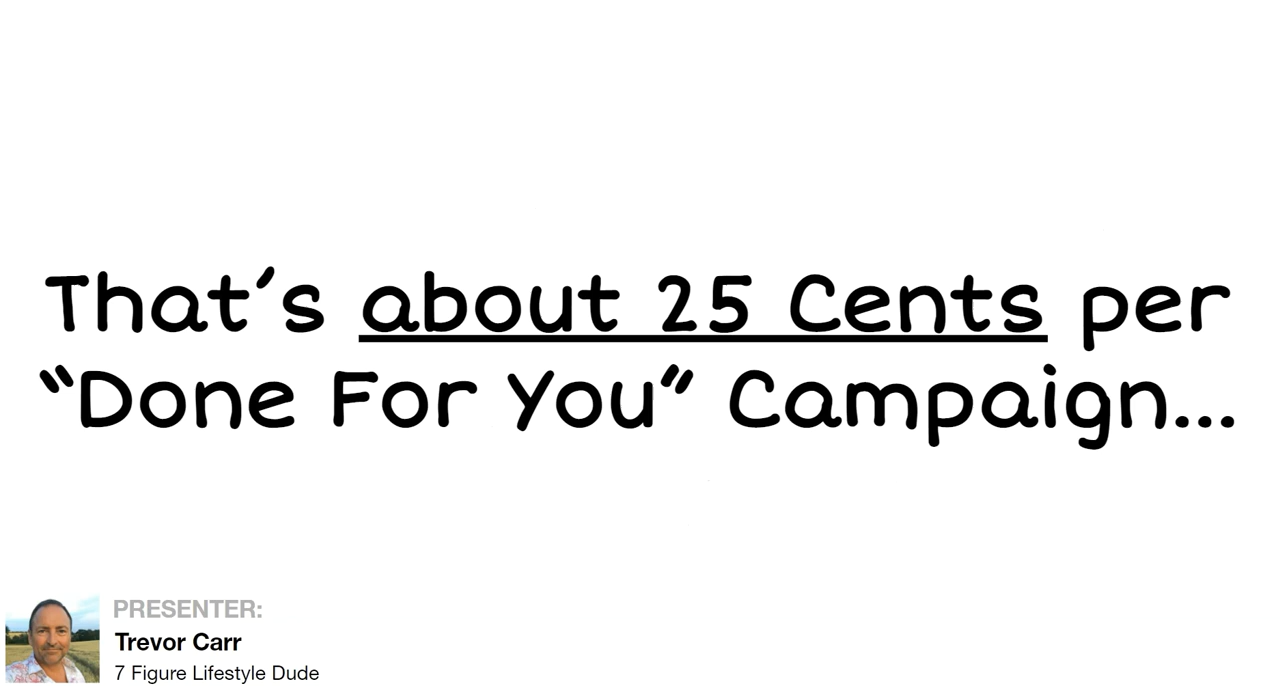 That's about 25 Cents per
“Done For You” Campaign...
PRESENTER:
Trevor Carr
7 Figure Lifestyle Dude